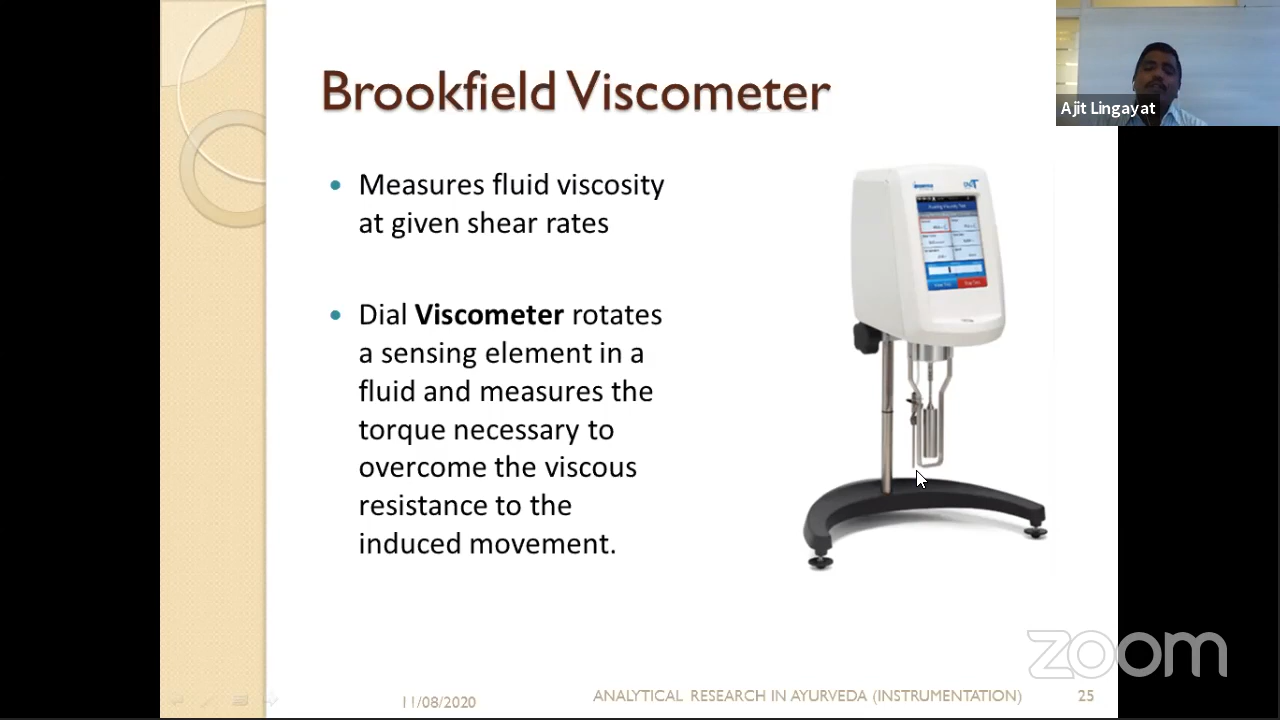 Brookfield Viscometer
Ajit Lingayat
• Measures fluid viscosity
at given shear rates
• Dial Viscometer rotates
a sensing element in a
fluid and measures the
torque necessary to
overcome the viscous
resistance to the
induced movement.
zoom
11/08/2020
ANALYTICAL RESEARCH IN AYURVEDA (INSTRUMENTATION)
25